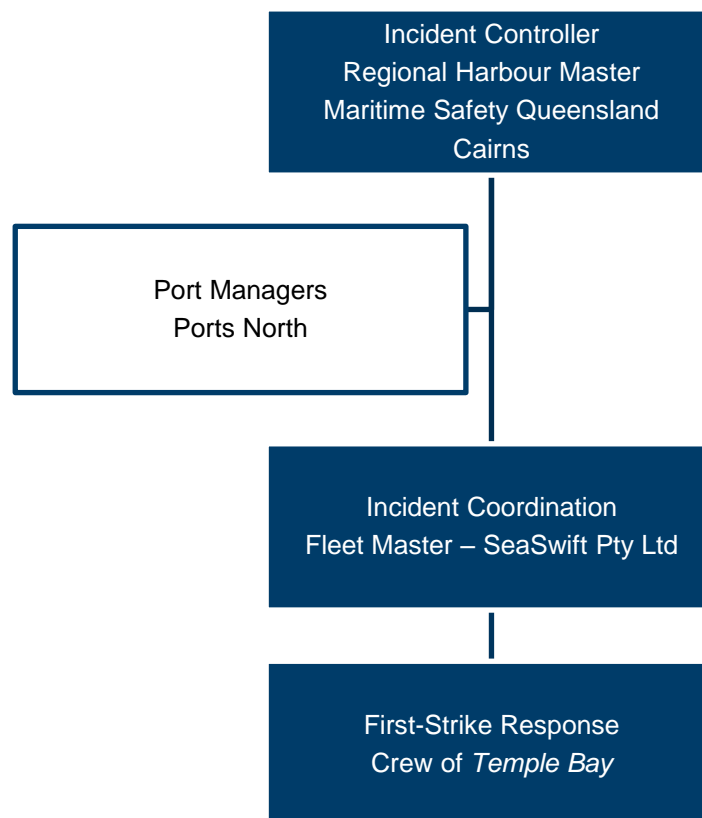 Incident Controller
Regional Harbour Master
Maritime Safety Queensland
Cairns
Port Managers
Ports North
Incident Coordination
Fleet Master – SeaSwift Pty Ltd
First-Strike Response
Crew of Temple Bay